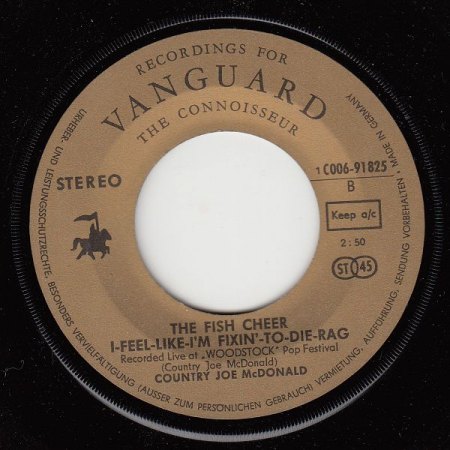 RECORDINGS FOR
VANGUARD
THE CONNOISSEUR
STEREO
1C006-91825
B
Keep a/c
2:50
ST 45
THE FISH CHEER
I-FEEL-LIKE-I'M FIXIN'-TO-DIE-RAG
Recorded Live at „WOODSTOCK" Pop Festival
(Country Joe McDonald)
COUNTRY JOE McDONALD
URHEBER- UND LEISTUNGSSCHUTZRECHTE, BESONDERS VERVIELFÄLTIGUNG (AUSSER ZUM PERSÖNLICHEN GEBRAUCH), VERMIETUNG, AUFFÜHRUNG, SENDUNG VORBEHALTEN • MADE IN GERMANY